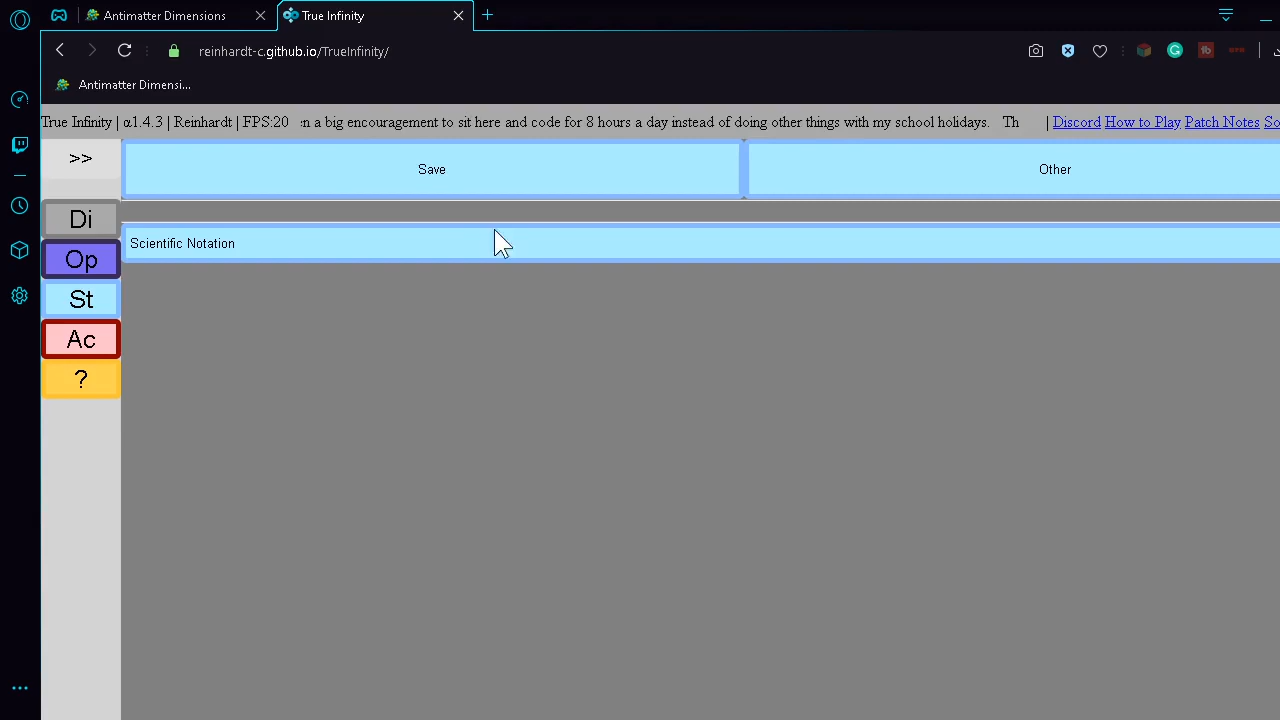 Antimatter Dimensions
True Infinity
reinhardt-c.github.io/TrueInfinity/
Antimatter Dimensi...
True Infinity | α1.4.3 | Reinhardt | FPS:20 :n a big encouragement to sit here and code for 8 hours a day instead of doing other things with my school holidays. Th | Discord How to Play Patch Notes So
>>
Save
Other
Di
Scientific Notation
Op
St
Ac
?